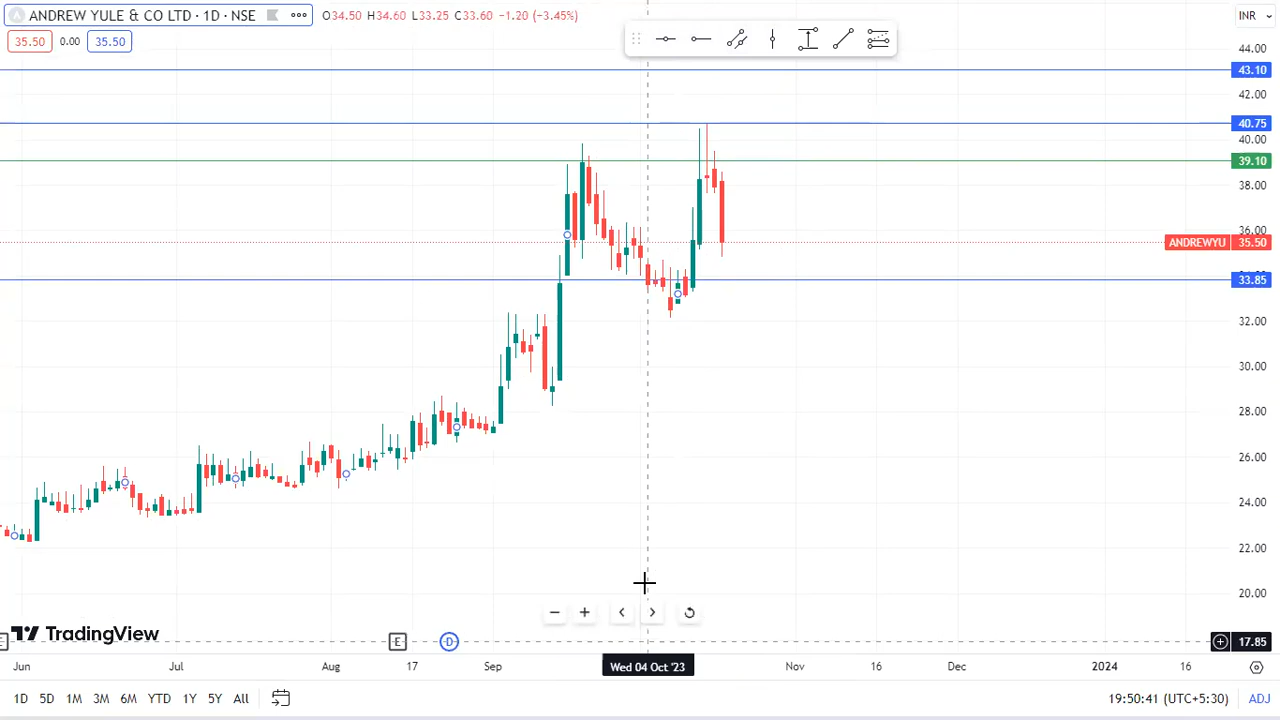 ANDREW YULE & CO LTD · 1D · NSE
O34.50 H34.60 L33.25 C33.60 −1.20 (−3.45%)
INR
35.50 0.00 35.50
44.00
43.10
42.00
40.75
40.00
39.10
38.00
36.00
ANDREWYU 35.50
33.85
32.00
30.00
28.00
26.00
24.00
22.00
20.00
TradingView
E
D
17.85
Jun Jul Aug 17 Sep Wed 04 Oct '23 Nov 16 Dec 2024 16
1D 5D 1M 3M 6M YTD 1Y 5Y All
19:50:41 (UTC+5:30) ADJ